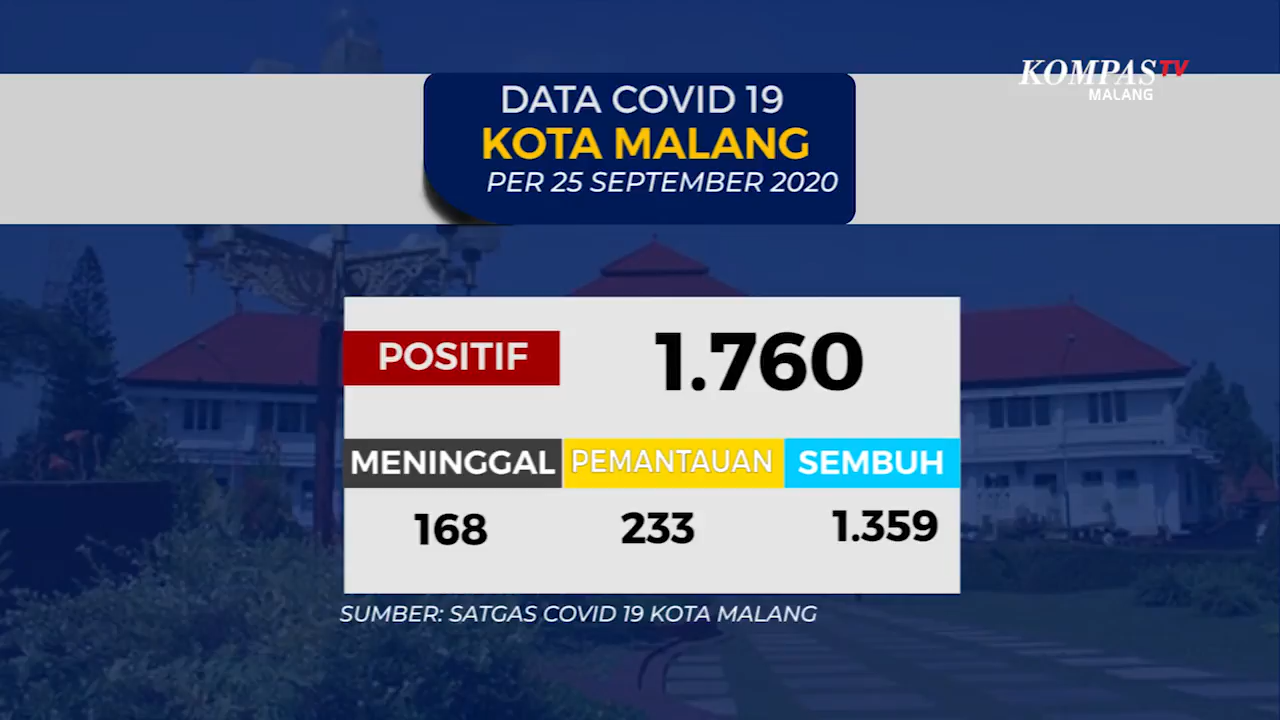 KOMPASTV
MALANG
DATA COVID 19
KOTA MALANG
PER 25 SEPTEMBER 2020
POSITIF 1.760
MENINGGAL PEMANTAUAN SEMBUH
168 233 1.359
SUMBER: SATGAS COVID 19 KOTA MALANG